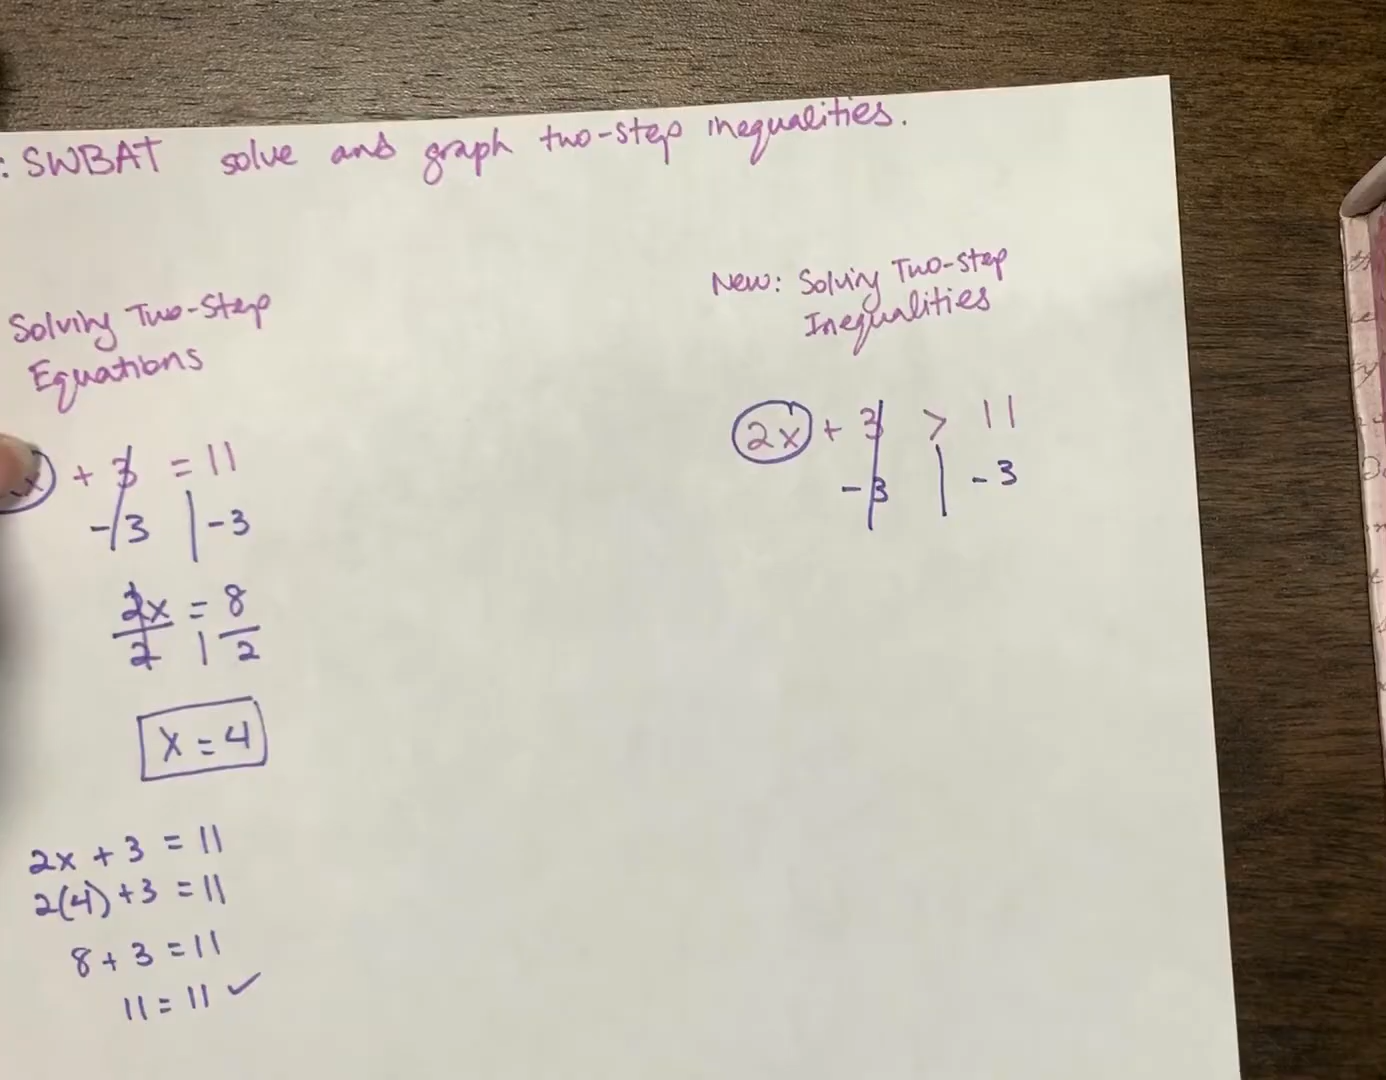 : SWBAT solve and graph two-step inequalities.
Solving Two-Step
Equations
x + 3 = 11
-3 | -3
2x = 8
2 | 2
x = 4
2x + 3 = 11
2(4) + 3 = 11
8 + 3 = 11
11 = 11 ✓
New: Solving Two-Step
Inequalities
2x + 3 > 11
-3 | -3